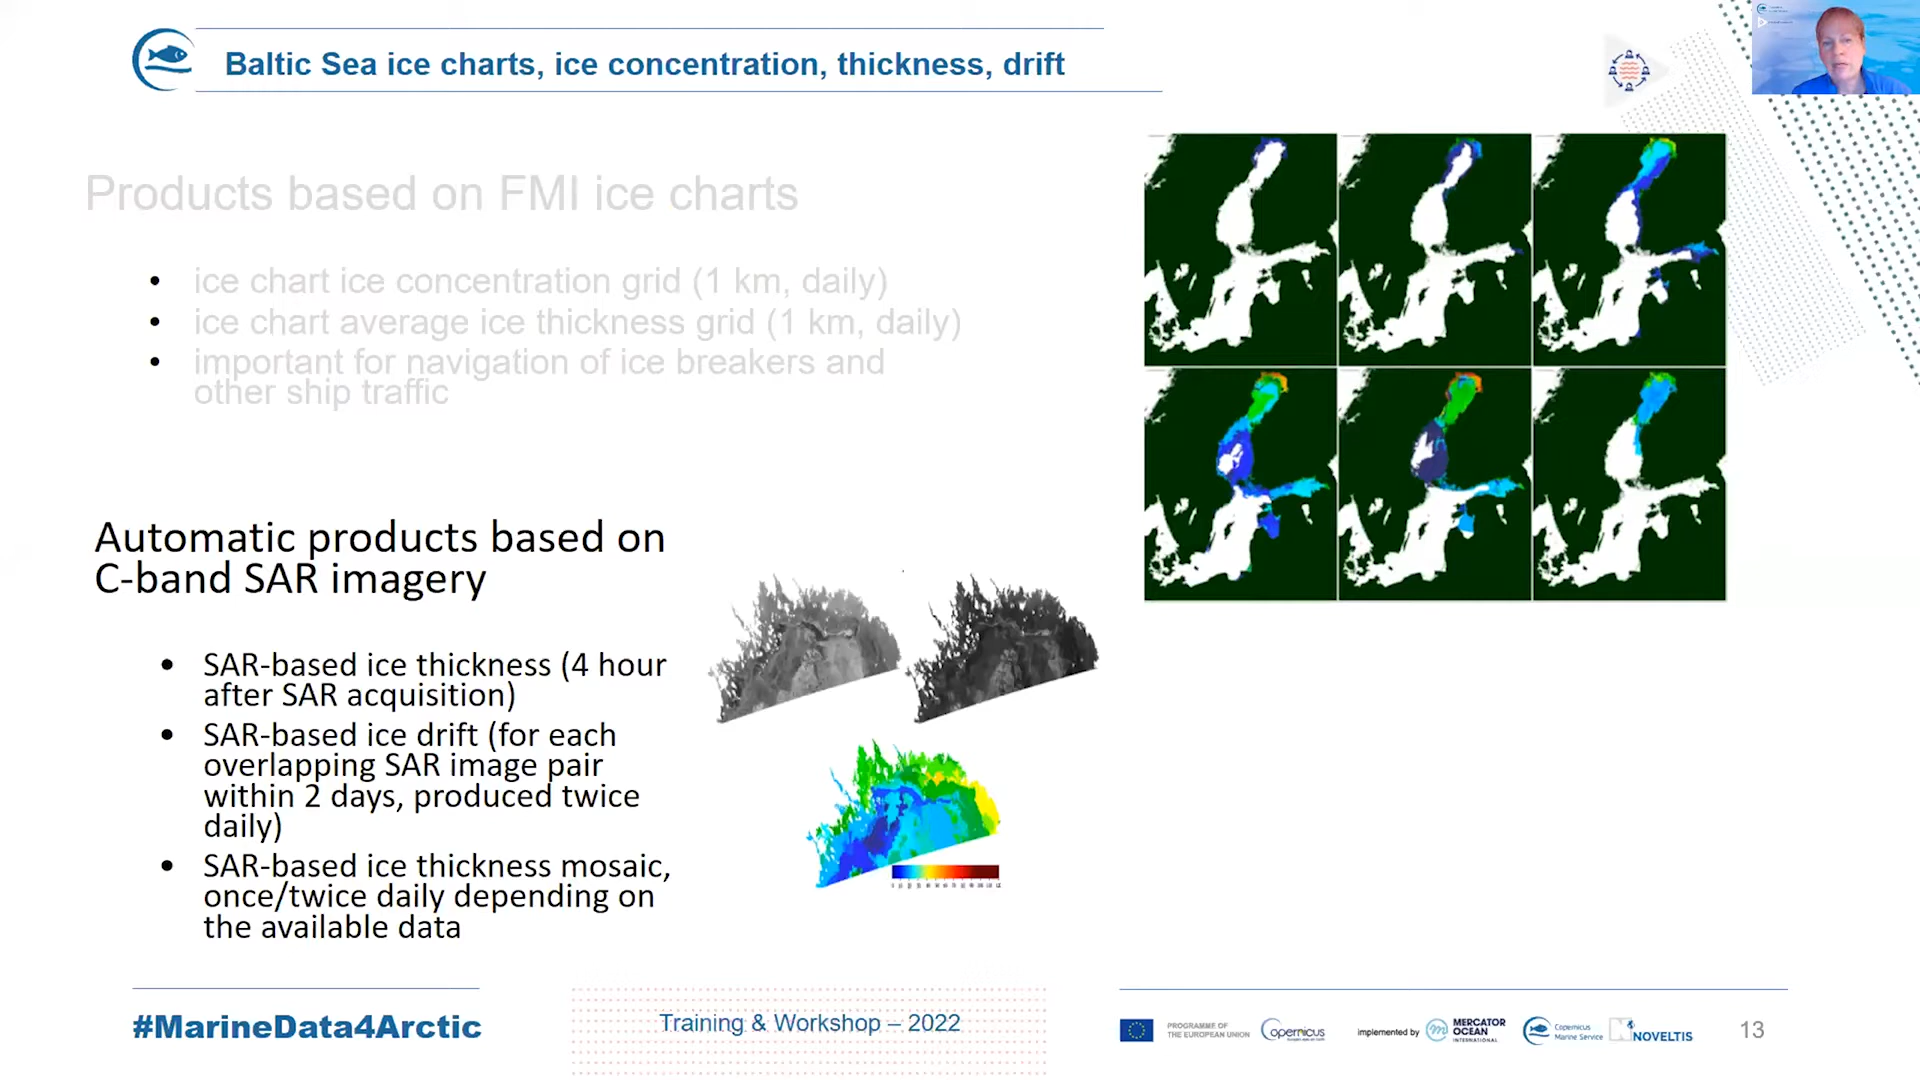 Baltic Sea ice charts, ice concentration, thickness, drift
Products based on FMI ice charts
• ice chart ice concentration grid (1 km, daily)
• ice chart average ice thickness grid (1 km, daily)
• important for navigation of ice breakers and
other ship traffic
Automatic products based on
C-band SAR imagery
• SAR-based ice thickness (4 hour
after SAR acquisition)
• SAR-based ice drift (for each
overlapping SAR image pair
within 2 days, produced twice
daily)
• SAR-based ice thickness mosaic,
once/twice daily depending on
the available data
#MarineData4Arctic
Training & Workshop – 2022
PROGRAMME OF
THE EUROPEAN UNION
opernicus
implemented by
MERCATOR
OCEAN
INTERNATIONAL
Copernicus
Marine Service
NOVELTIS
13